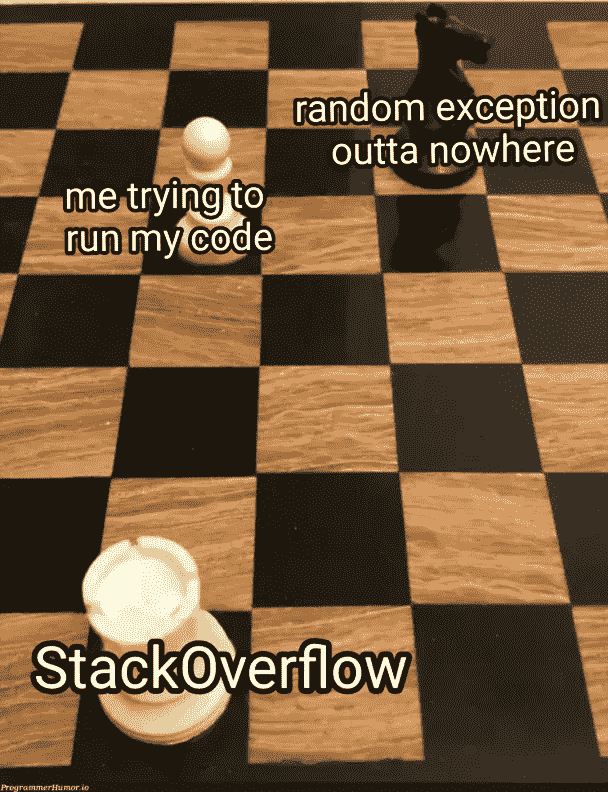 random exception
outta nowhere
me trying to
run my code
StackOverflow
ProgrammerHumor.io